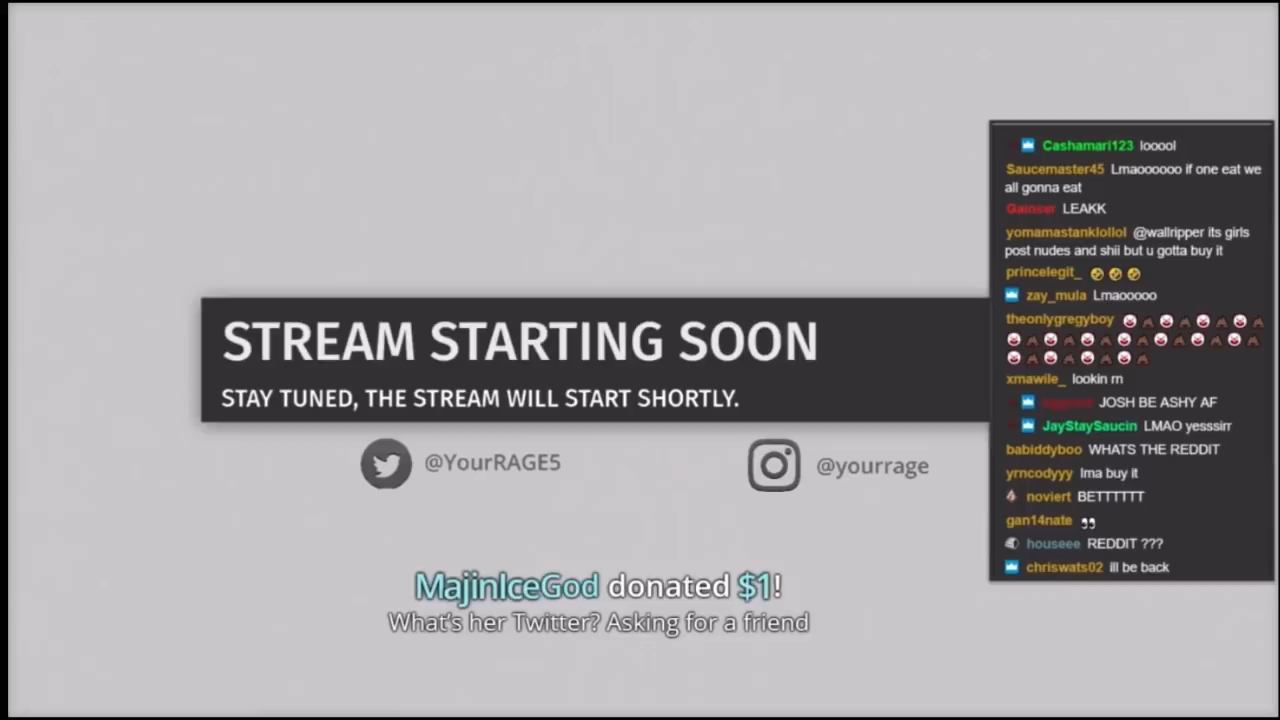 STREAM STARTING SOON
STAY TUNED, THE STREAM WILL START SHORTLY.
@YourRAGE5
@yourrage
MajinIceGod donated $1!
What's her Twitter? Asking for a friend
Cashamari123 looool
Saucemaster45 Lmaoooooo if one eat we
all gonna eat
Gainser LEAKK
yomamastanklollol @wallripper its girls
post nudes and shii but u gotta buy it
princelegit_ 🤣 🤣 🤣
zay_mula Lmaooooo
theonlygregyboy
xmawile_ lookin rn
JOSH BE ASHY AF
JayStaySaucin LMAO yesssirr
babiddyboo WHATS THE REDDIT
yrncodyyy Ima buy it
noviert BETTTTTT
gan14nate 👀
houseee REDDIT ???
chriswats02 ill be back